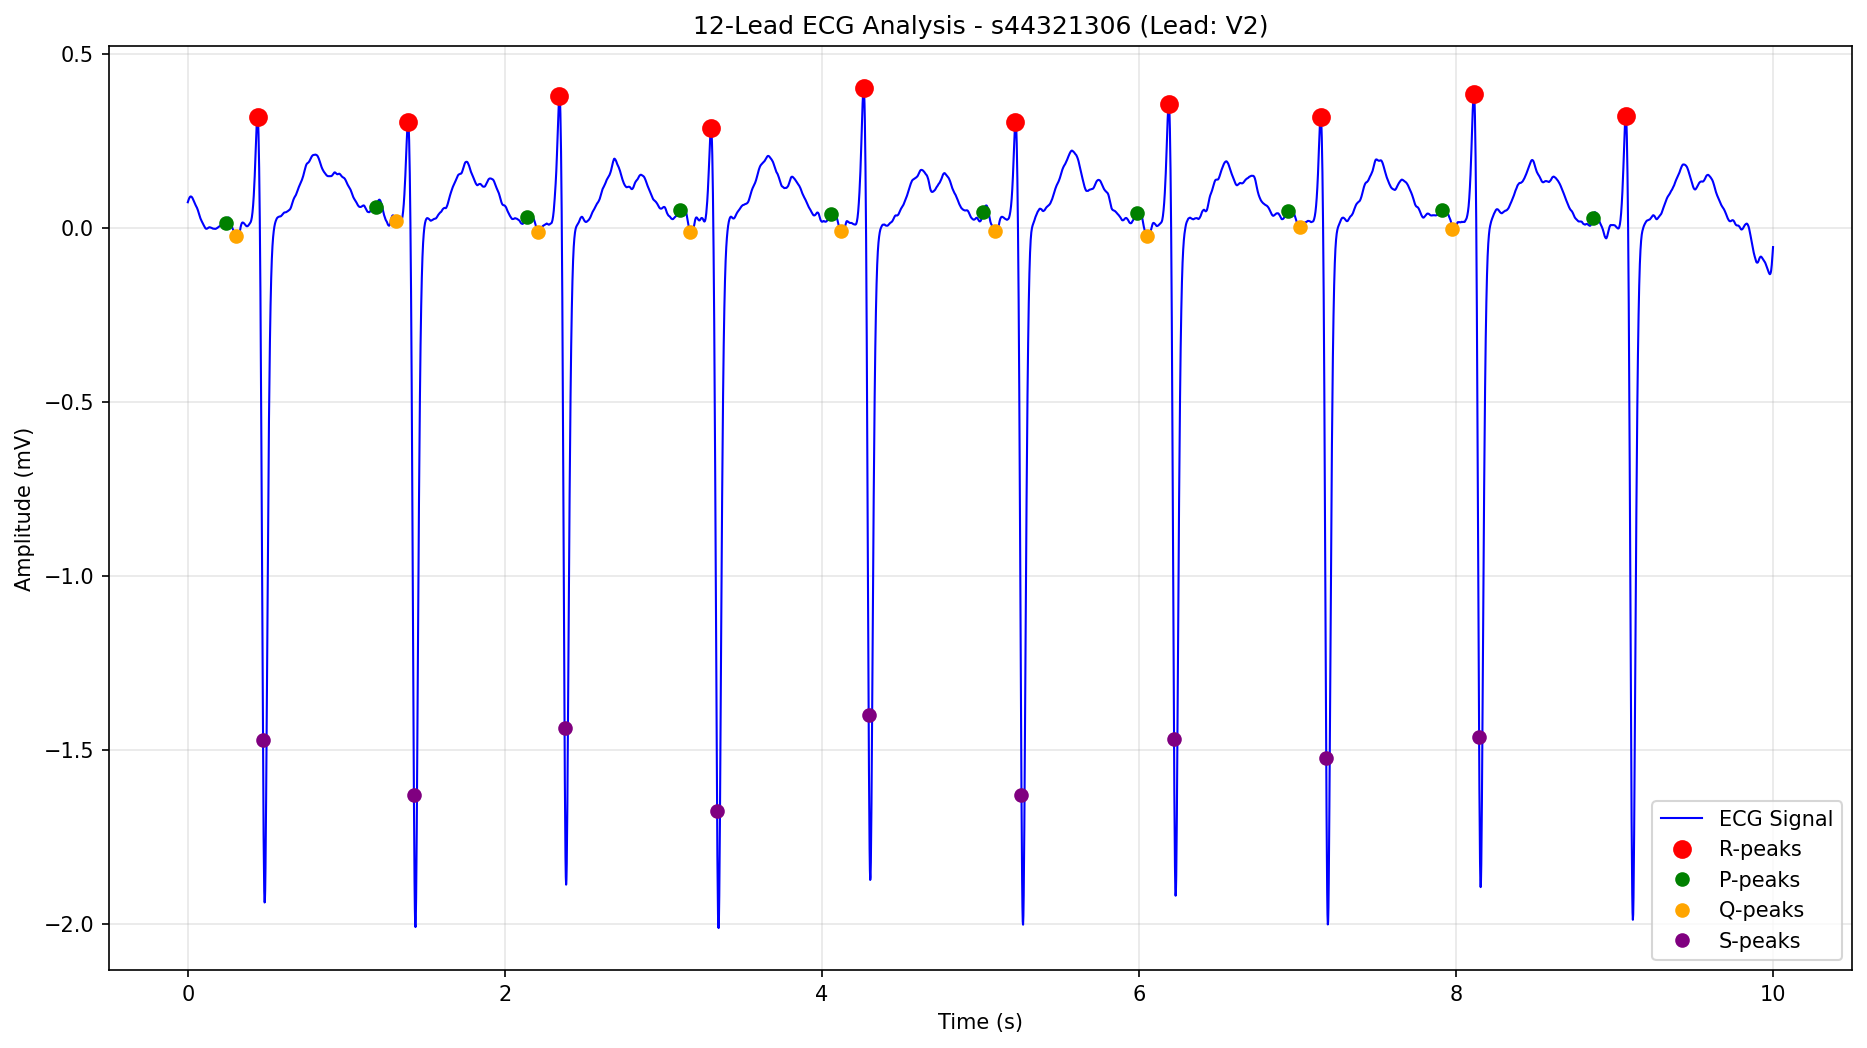 12-Lead ECG Analysis - s44321306 (Lead: V2)
Amplitude (mV)
0.5
0.0
−0.5
−1.0
−1.5
−2.0
0 2 4 6 8 10
Time (s)
ECG Signal
R-peaks
P-peaks
Q-peaks
S-peaks